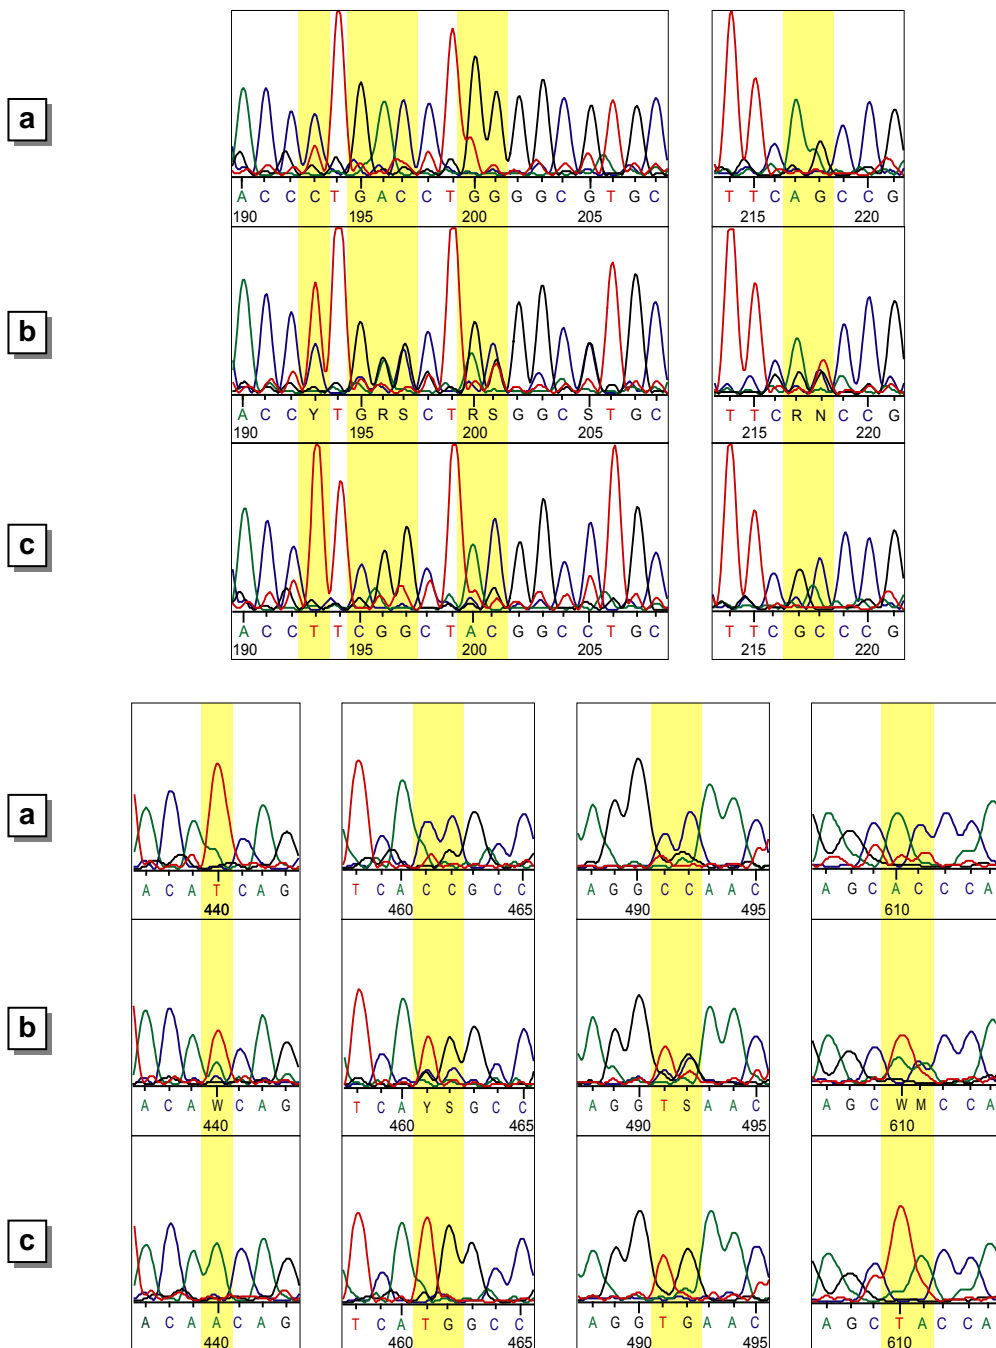 a
A C C C T G A C C T G G G G C G T G C
190 195 200 205
T T C A G C C G
215 220
b
A C C Y T G R S C T R S G G C S T G C
190 195 200 205
T T C R N C C G
215 220
c
A C C T T C G G C T A C G G C C T G C
190 195 200 205
T T C G C C C G
215 220
a
A C A T C A G
440
T C A C C G C C
460 465
A G G C C A A C
490 495
A G C A C C C A
610
b
A C A W C A G
440
T C A Y S G C C
460 465
A G G T S A A C
490 495
A G C W M C C A
610
c
A C A A C A G
440
T C A T G G C C
460 465
A G G T G A A C
490 495
A G C T A C C A
610